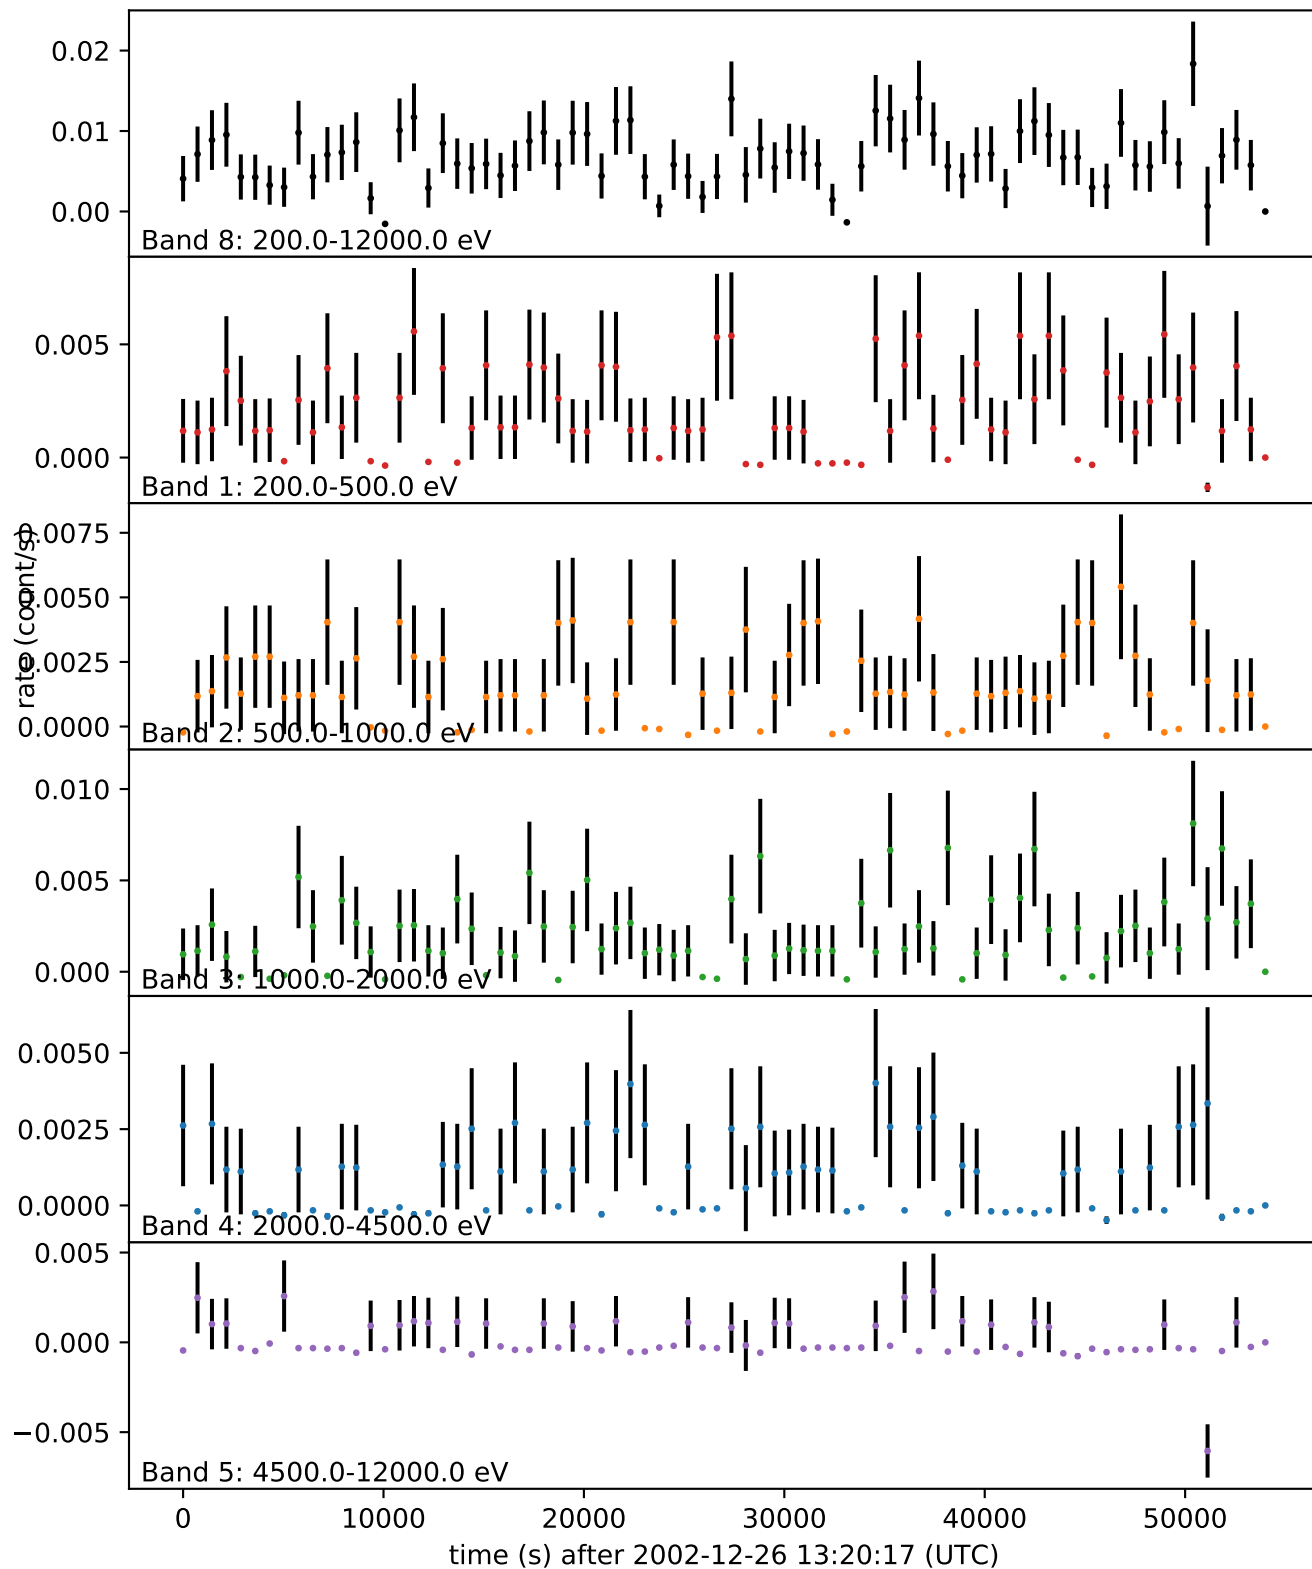 0.02
0.01
0.00
Band 8: 200.0-12000.0 eV
0.005
0.000
Band 1: 200.0-500.0 eV
rate (count/s)
0.0075
0.0050
0.0025
0.0000
Band 2: 500.0-1000.0 eV
0.010
0.005
0.000
Band 3: 1000.0-2000.0 eV
0.0050
0.0025
0.0000
Band 4: 2000.0-4500.0 eV
0.005
0.000
−0.005
Band 5: 4500.0-12000.0 eV
0 10000 20000 30000 40000 50000
time (s) after 2002-12-26 13:20:17 (UTC)